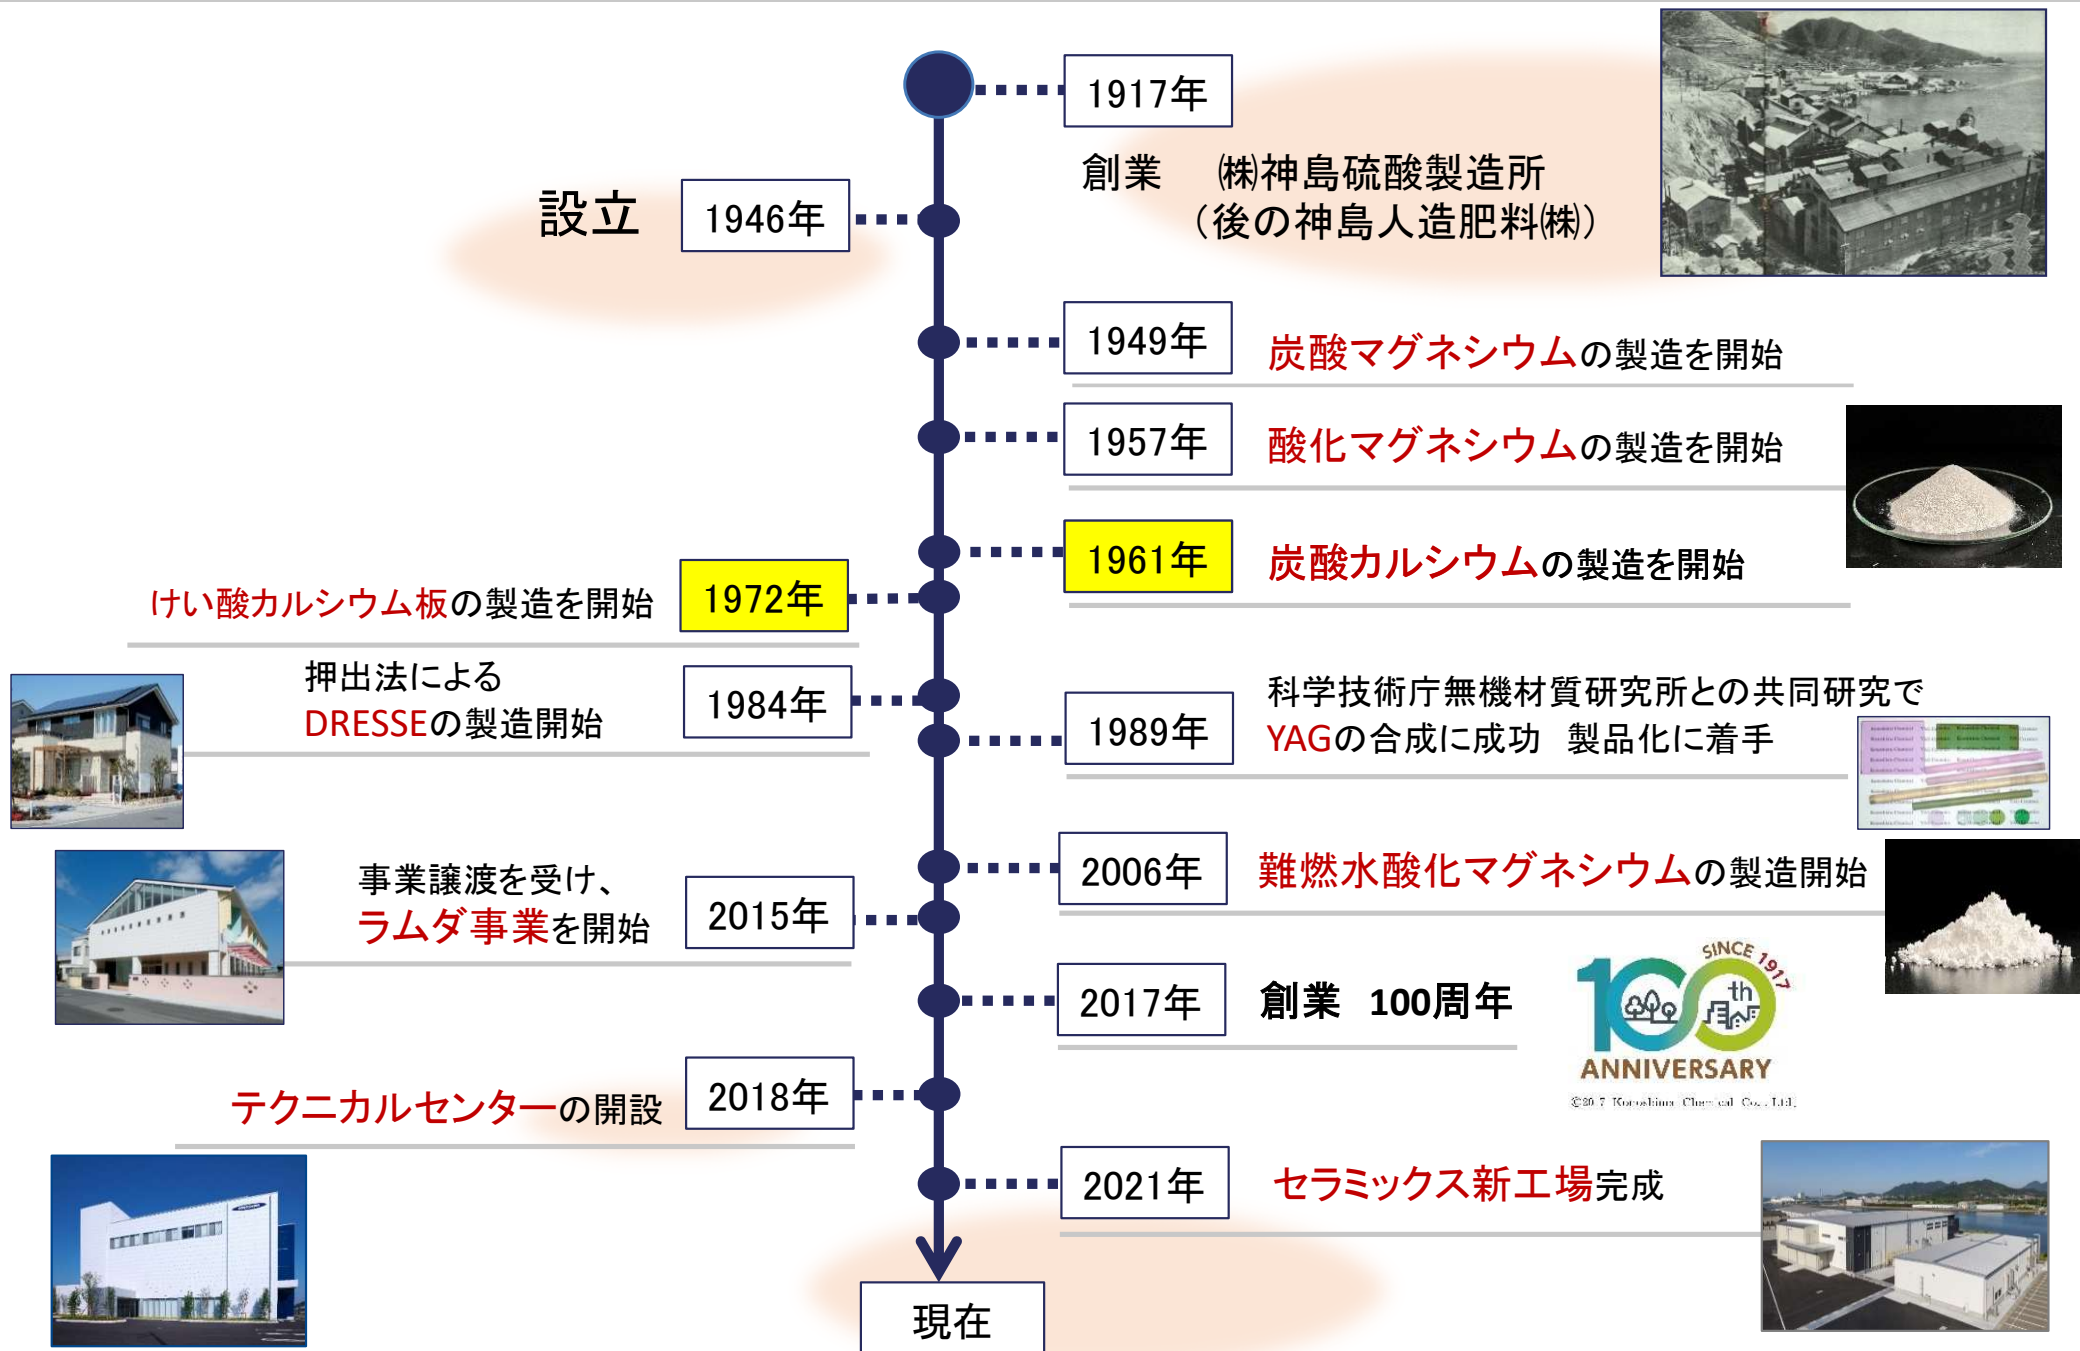 1917年
創業　㈱神島硫酸製造所
（後の神島人造肥料㈱）
設立
1946年
1949年
炭酸マグネシウムの製造を開始
1957年
酸化マグネシウムの製造を開始
1961年
炭酸カルシウムの製造を開始
けい酸カルシウム板の製造を開始
1972年
押出法による
DRESSEの製造開始
1984年
1989年
科学技術庁無機材質研究所との共同研究で
YAGの合成に成功　製品化に着手
2006年
難燃水酸化マグネシウムの製造開始
事業譲渡を受け、
ラムダ事業を開始
2015年
2017年
創業　100周年
SINCE 1917
100th
ANNIVERSARY
テクニカルセンターの開設
2018年
2021年
セラミックス新工場完成
現在